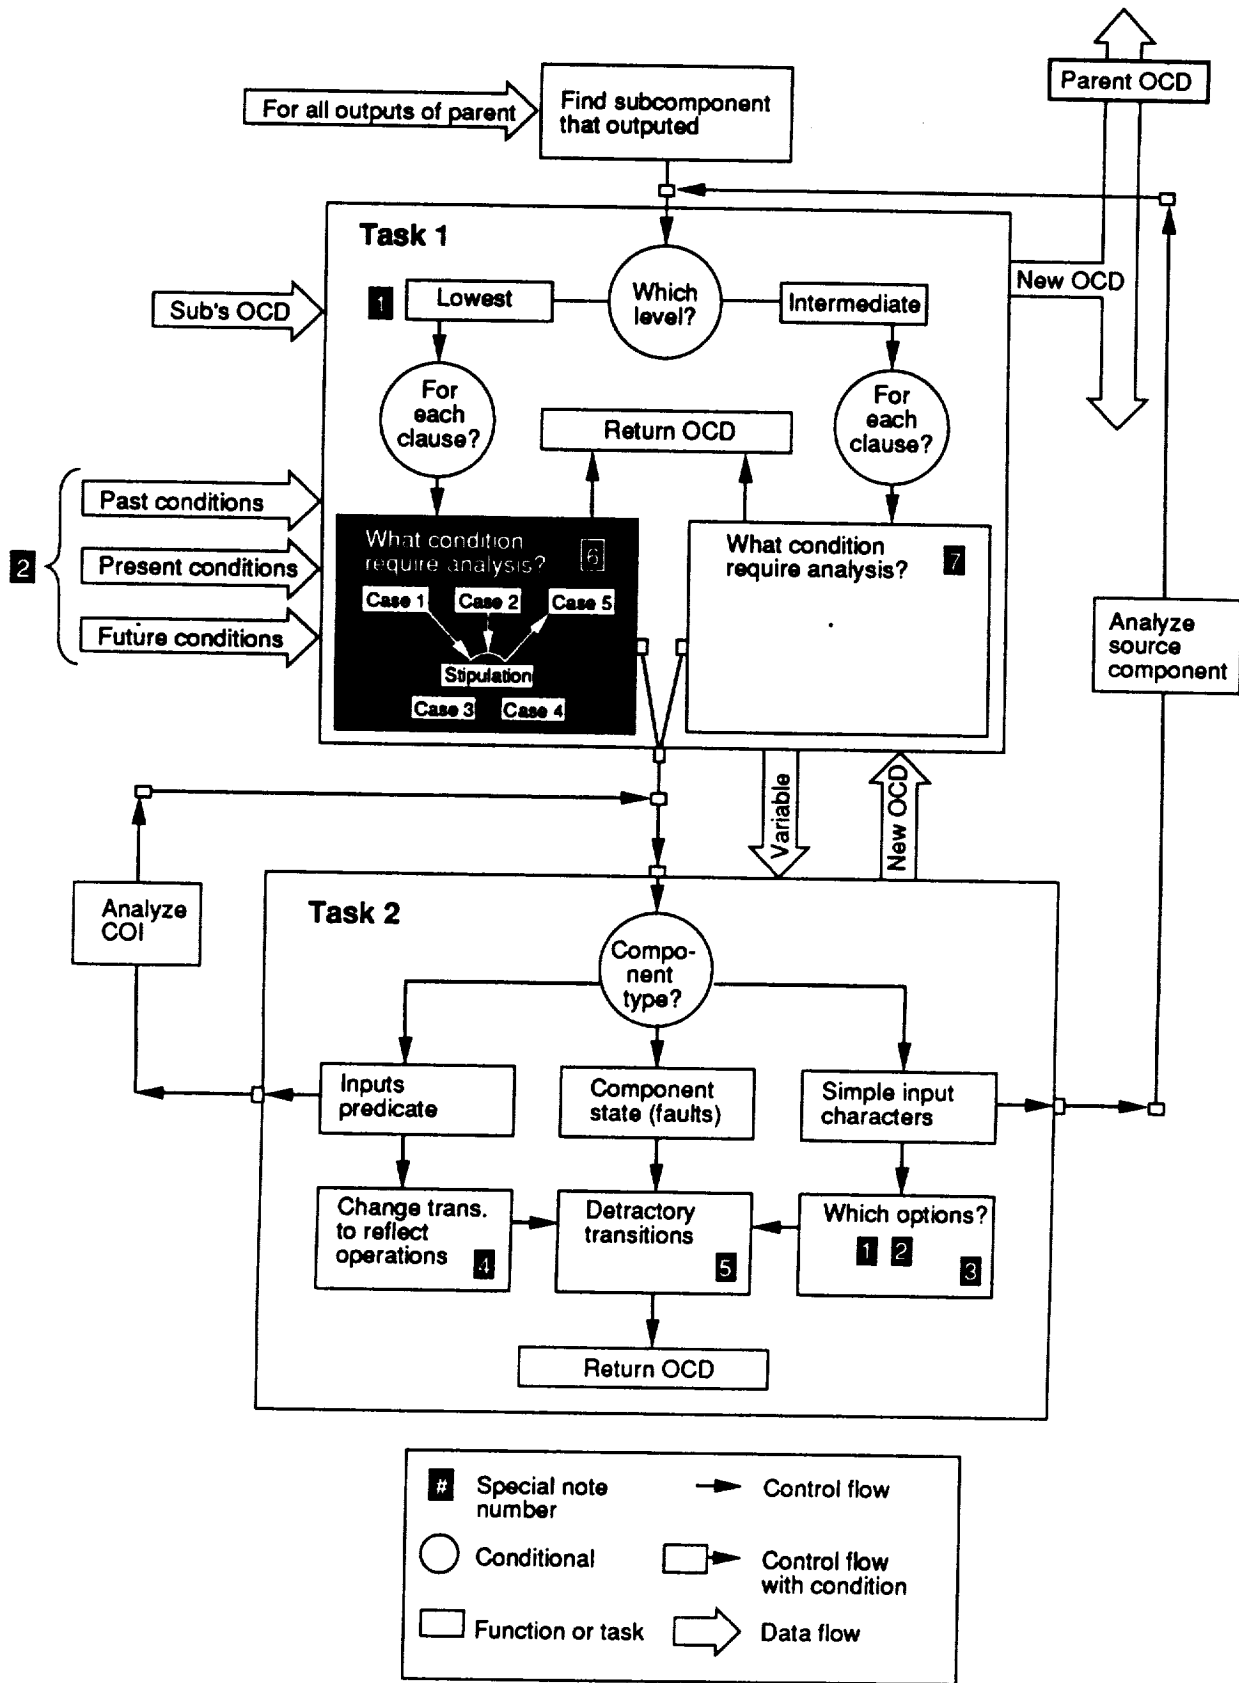 Parent OCD
For all outputs of parent
Find subcomponent
that outputed
Task 1
New OCD
Sub's OCD
1
Lowest
Which
level?
Intermediate
For
each
clause?
Return OCD
For
each
clause?
2
Past conditions
Present conditions
Future conditions
What condition
require analysis?
6
Case 1
Case 2
Case 5
Stipulation
Case 3
Case 4
What condition
require analysis?
7
Analyze
source
component
Variable
New OCD
Analyze
COI
Task 2
Compo-
nent
type?
Inputs
predicate
Component
state (faults)
Simple input
characters
Change trans.
to reflect
operations
4
Detractory
transitions
5
Which options?
1 2
3
Return OCD
# Special note
number
Control flow
Conditional
Control flow
with condition
Function or task
Data flow